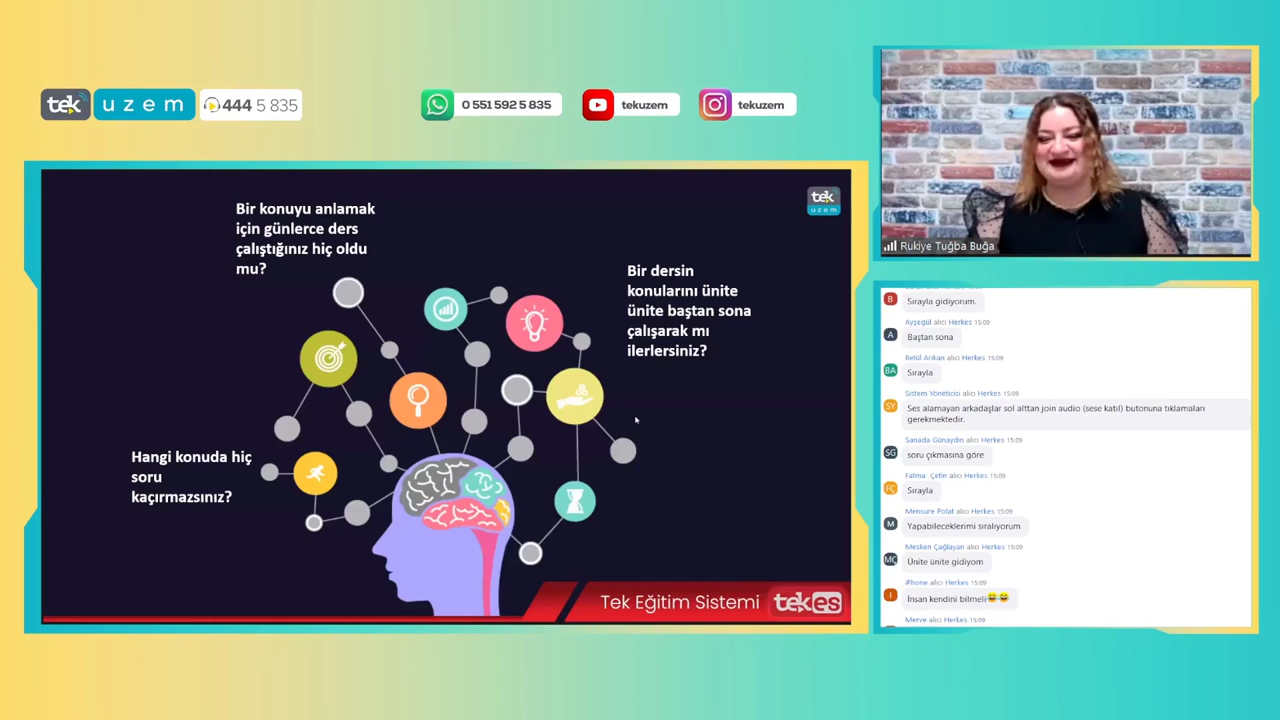 tek uzem 444 5 835
0 551 592 5 835
tekuzem
tekuzem
Bir konuyu anlamak
için günlerce ders
çalıştığınız hiç oldu
mu?
tek
uzem
Bir dersin
konularını ünite
ünite baştan sona
çalışarak mı
ilerlersiniz?
Hangi konuda hiç
soru
kaçırmazsınız?
Tek Eğitim Sistemi tekes
Rukiye Tuğba Buğa
B Sırayla gidiyorum.
Ayşegül alıcı Herkes 15:09
A Baştan sona
Betül Arıkan alıcı Herkes 15:09
BA Sırayla
Sistem Yöneticisi alıcı Herkes 15:09
SY Ses alamayan arkadaşlar sol alttan join audio (sese katıl) butonuna tıklamaları
gerekmektedir.
Sanada Günaydın alıcı Herkes 15:09
SG soru çıkmasına göre
Fatma Çetin alıcı Herkes 15:09
FÇ Sırayla
Mensure Polat alıcı Herkes 15:09
M Yapabileceklerimi sıralıyorum
Mesken Çağlayan alıcı Herkes 15:09
MÇ Ünite ünite gidiyom
iPhone alıcı Herkes 15:09
I İnsan kendini bilmeli😂😂
Merve alıcı Herkes 15:09